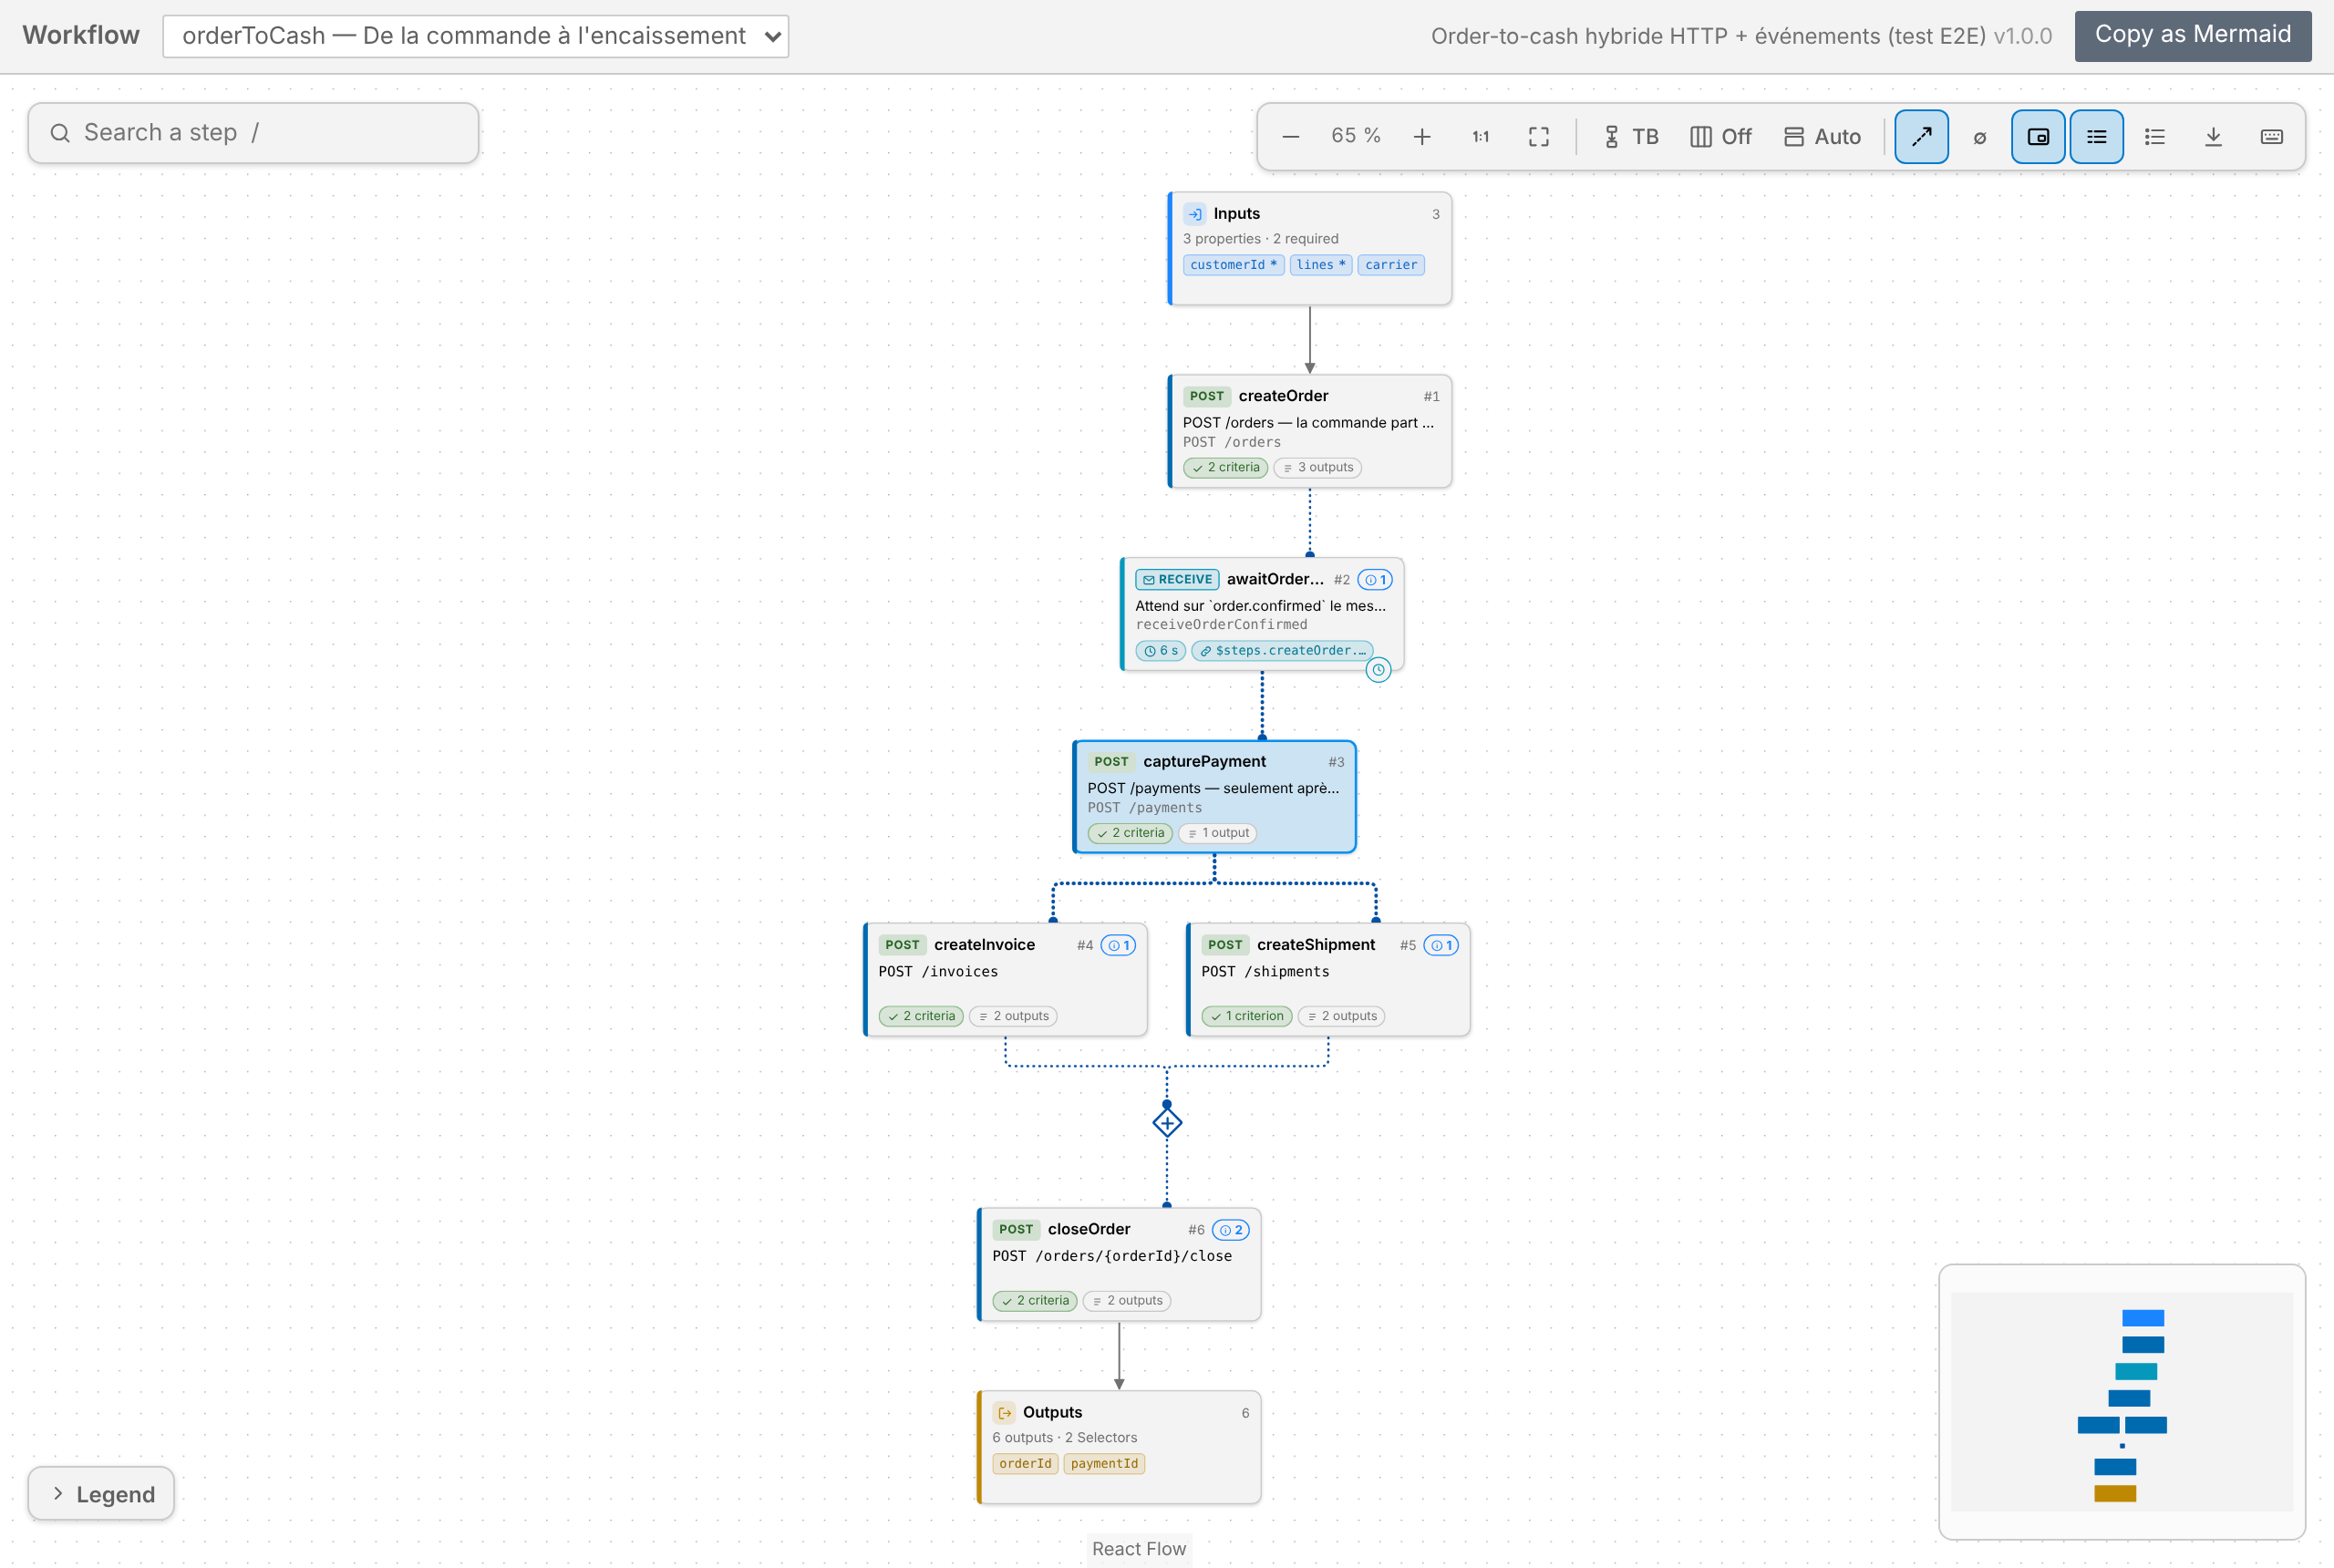 Workflow
orderToCash — De la commande à l'encaissement
Order-to-cash hybride HTTP + événements (test E2E) v1.0.0
Copy as Mermaid
Search a step /
65 %
1:1
TB
Off
Auto
Inputs 3
3 properties · 2 required
customerId * lines * carrier
POST createOrder #1
POST /orders — la commande part ...
POST /orders
2 criteria 3 outputs
RECEIVE awaitOrder... #2 1
Attend sur `order.confirmed` le mes...
receiveOrderConfirmed
6 s $steps.createOrder.…
POST capturePayment #3
POST /payments — seulement aprè...
POST /payments
2 criteria 1 output
POST createInvoice #4 1
POST /invoices
2 criteria 2 outputs
POST createShipment #5 1
POST /shipments
1 criterion 2 outputs
POST closeOrder #6 2
POST /orders/{orderId}/close
2 criteria 2 outputs
Outputs 6
6 outputs · 2 Selectors
orderId paymentId
Legend
React Flow